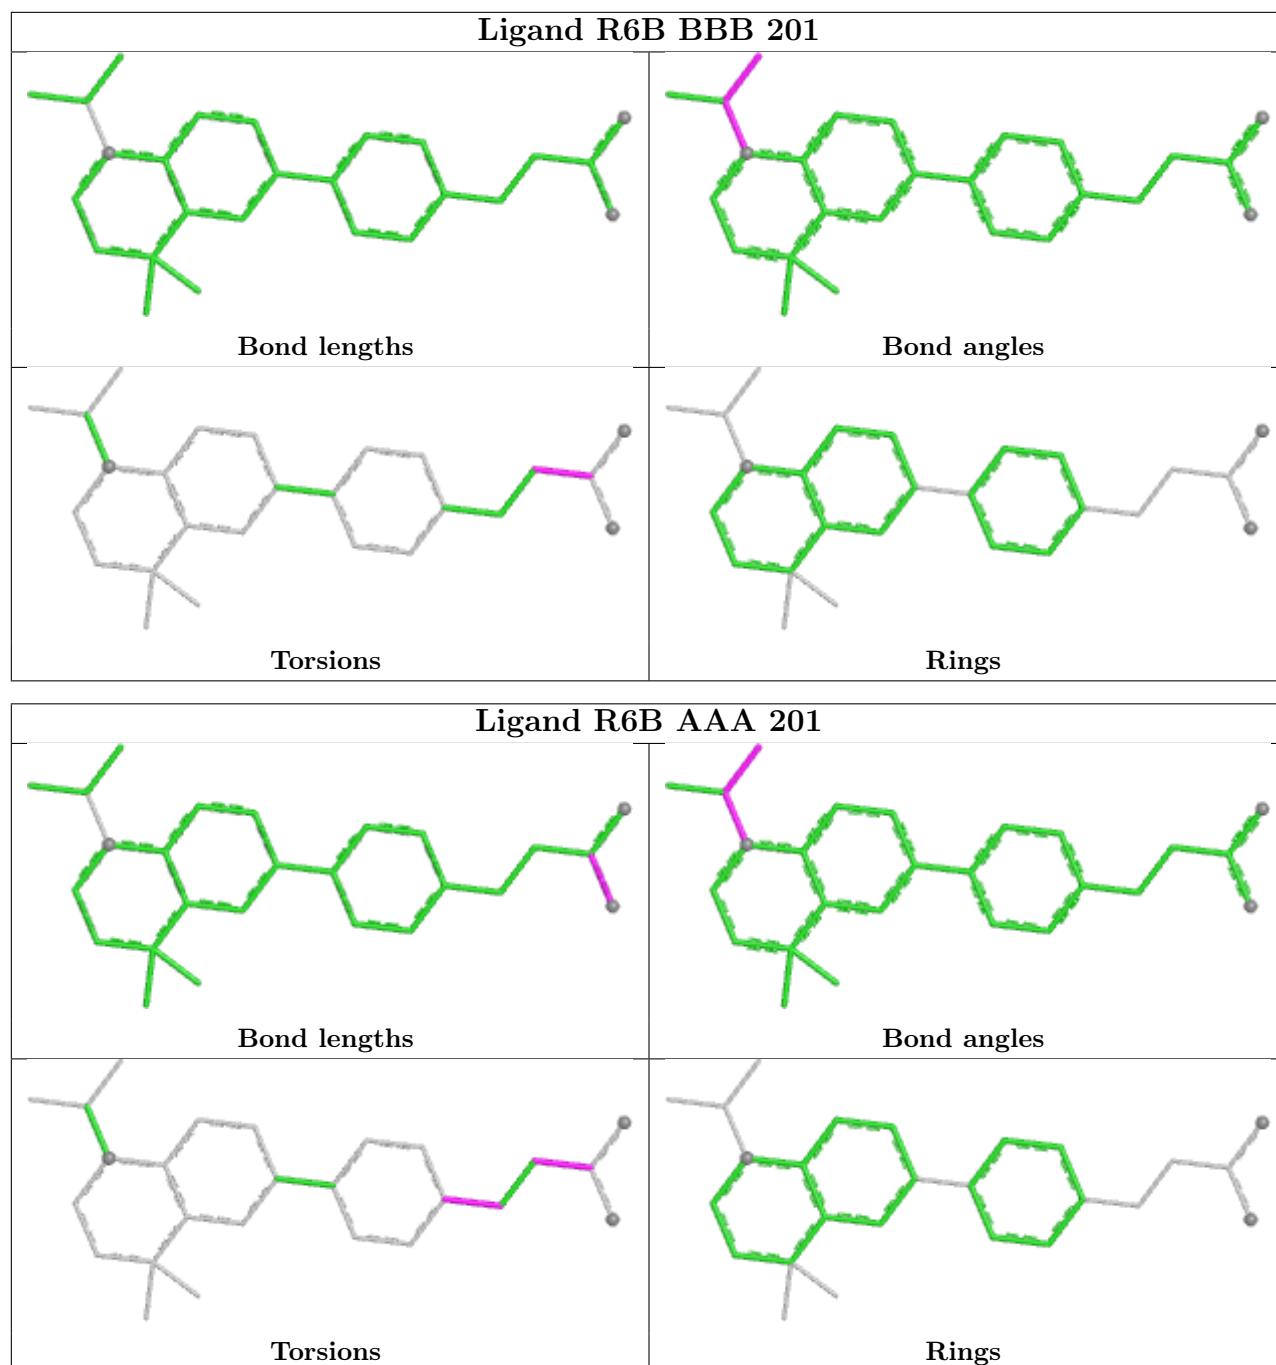 Ligand R6B BBB 201
Bond lengths
Bond angles
Torsions
Rings
Ligand R6B AAA 201
Bond lengths
Bond angles
Torsions
Rings